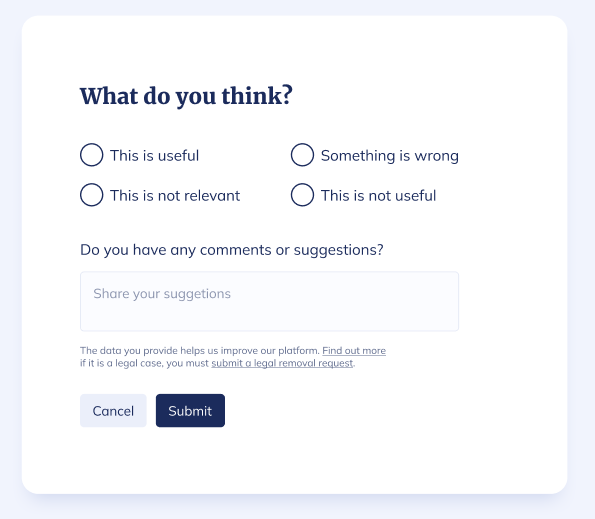 What do you think?
This is useful
Something is wrong
This is not relevant
This is not useful
Do you have any comments or suggestions?
Share your suggetions
The data you provide helps us improve our platform. Find out more
if it is a legal case, you must submit a legal removal request.
Cancel
Submit